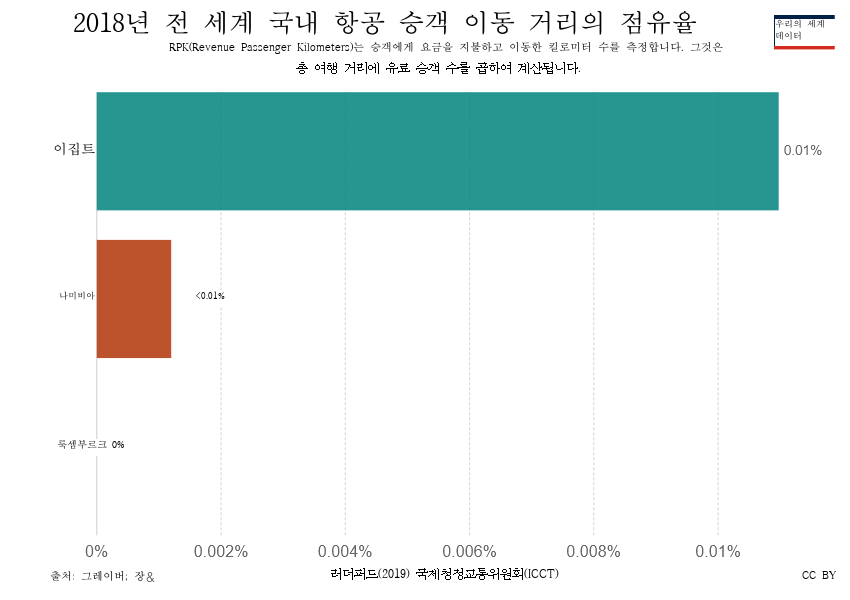 2018년 전 세계 국내 항공 승객 이동 거리의 점유율
RPK(Revenue Passenger Kilometers)는 승객에게 요금을 지불하고 이동한 킬로미터 수를 측정합니다. 그것은
총 여행 거리에 유료 승객 수를 곱하여 계산됩니다.
우리의 세계
데이터
이집트 0.01%
나미비아 <0.01%
룩셈부르크 0%
0% 0.002% 0.004% 0.006% 0.008% 0.01%
출처: 그레이버; 장& 러더퍼드(2019) 국제청정교통위원회(ICCT) CC BY